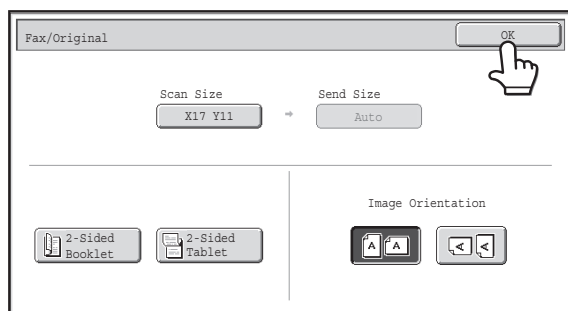 Fax/Original
OK
Scan Size
Send Size
X17 Y11
Auto
Image Orientation
2-Sided
Booklet
2-Sided
Tablet
A A
A A